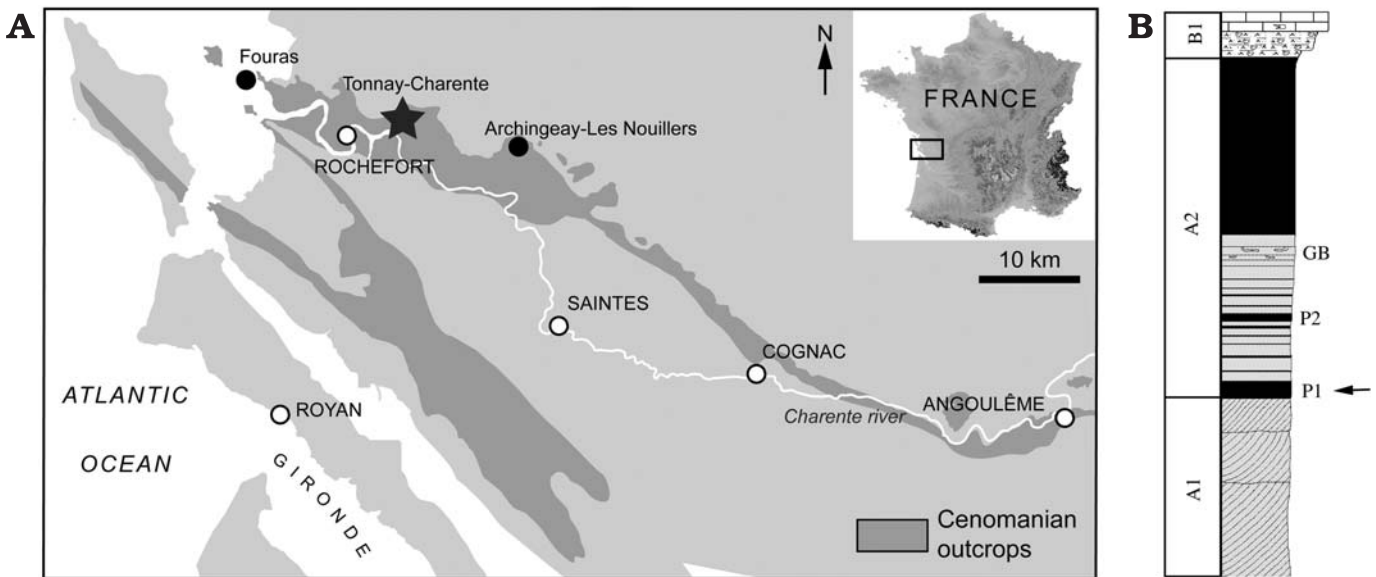 A
Fouras
Tonnay-Charente
Archingeay-Les Nouillers
ROCHEFORT
N
FRANCE
10 km
SAINTES
COGNAC
ANGOULÊME
Charente river
ATLANTIC
OCEAN
ROYAN
GIRONDE
Cenomanian
outcrops
B
B1
A2
A1
GB
P2
P1